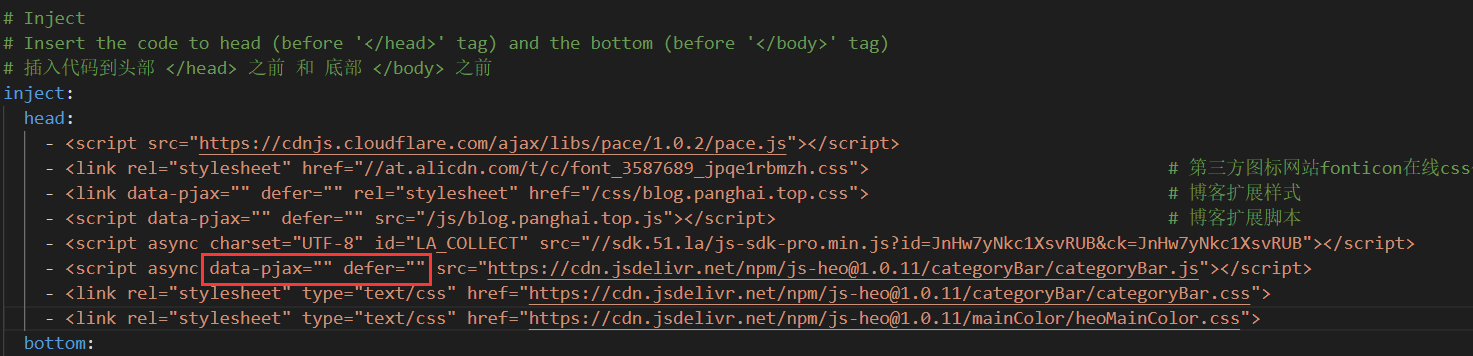 # Inject
# Insert the code to head (before '</head>' tag) and the bottom (before '</body>' tag)
# 插入代码到头部 </head> 之前 和 底部 </body> 之前
inject:
  head:
    - <script src="https://cdnjs.cloudflare.com/ajax/libs/pace/1.0.2/pace.js"></script>
    - <link rel="stylesheet" href="//at.alicdn.com/t/c/font_3587689_jpqe1rbmzh.css"> # 第三方图标网站fonticon在线css
    - <link data-pjax="" defer="" rel="stylesheet" href="/css/blog.panghai.top.css"> # 博客扩展样式
    - <script data-pjax="" defer="" src="/js/blog.panghai.top.js"></script> # 博客扩展脚本
    - <script async charset="UTF-8" id="LA_COLLECT" src="//sdk.51.la/js-sdk-pro.min.js?id=JnHw7yNkc1XsvRUB&ck=JnHw7yNkc1XsvRUB"></script>
    - <script async data-pjax="" defer="" src="https://cdn.jsdelivr.net/npm/js-heo@1.0.11/categoryBar/categoryBar.js"></script>
    - <link rel="stylesheet" type="text/css" href="https://cdn.jsdelivr.net/npm/js-heo@1.0.11/categoryBar/categoryBar.css">
    - <link rel="stylesheet" type="text/css" href="https://cdn.jsdelivr.net/npm/js-heo@1.0.11/mainColor/heoMainColor.css">
  bottom: